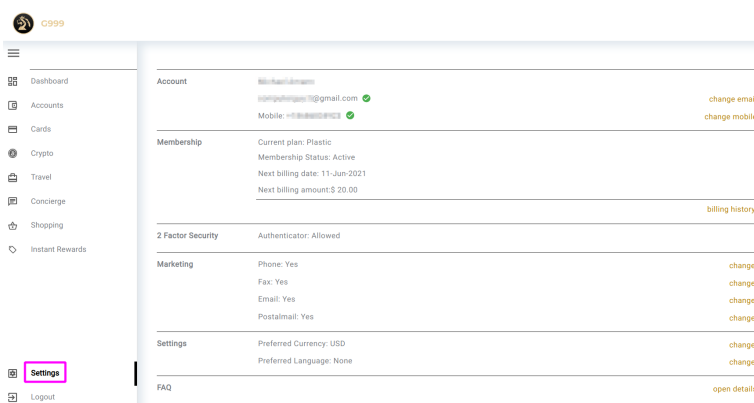 G999
Dashboard
Accounts
Cards
Crypto
Travel
Concierge
Shopping
Instant Rewards
Settings
Logout
Account
@gmail.com
change emai
Mobile:
change mobile
Membership
Current plan: Plastic
Membership Status: Active
Next billing date: 11-Jun-2021
Next billing amount:$ 20.00
billing history
2 Factor Security
Authenticator: Allowed
Marketing
Phone: Yes
change
Fax: Yes
change
Email: Yes
change
Postalmail: Yes
change
Settings
Preferred Currency: USD
change
Preferred Language: None
change
FAQ
open details